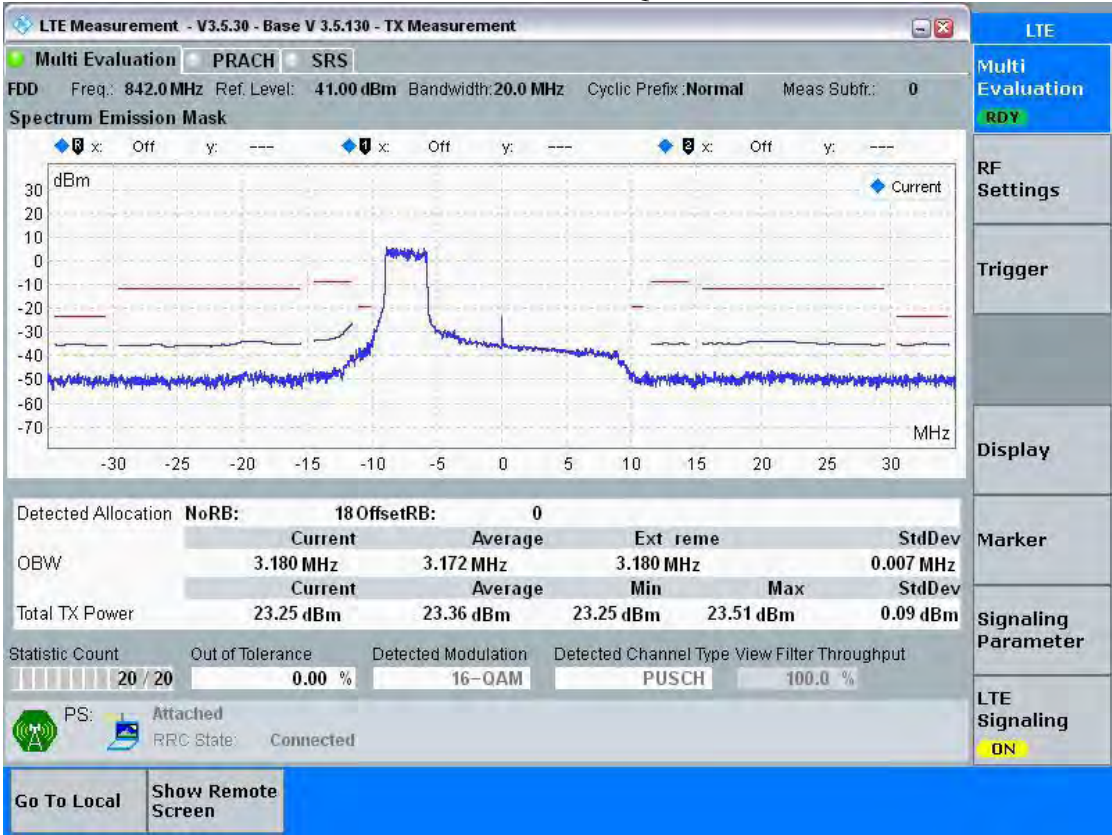 LTE Measurement - V3.5.30 - Base V 3.5.130 - TX Measurement
LTE
Multi Evaluation PRACH SRS
Multi Evaluation
RDY
FDD Freq.: 842.0 MHz Ref. Level: 41.00 dBm Bandwidth: 20.0 MHz Cyclic Prefix :Normal Meas Subfr.: 0
Spectrum Emission Mask
R x: Off y: --- 1 x: Off y: --- 2 x: Off y: ---
dBm
Current
30
20
10
0
-10
-20
-30
-40
-50
-60
-70
MHz
-30 -25 -20 -15 -10 -5 0 5 10 15 20 25 30
RF Settings
Trigger
Display
Marker
Signaling Parameter
LTE Signaling
ON
Detected Allocation NoRB: 18 OffsetRB: 0
Current Average Ext reme StdDev
OBW 3.180 MHz 3.172 MHz 3.180 MHz 0.007 MHz
Current Average Min Max StdDev
Total TX Power 23.25 dBm 23.36 dBm 23.25 dBm 23.51 dBm 0.09 dBm
Statistic Count Out of Tolerance Detected Modulation Detected Channel Type View Filter Throughput
20 / 20 0.00 % 16-QAM PUSCH 100.0 %
PS: Attached
RRC State: Connected
Go To Local
Show Remote Screen